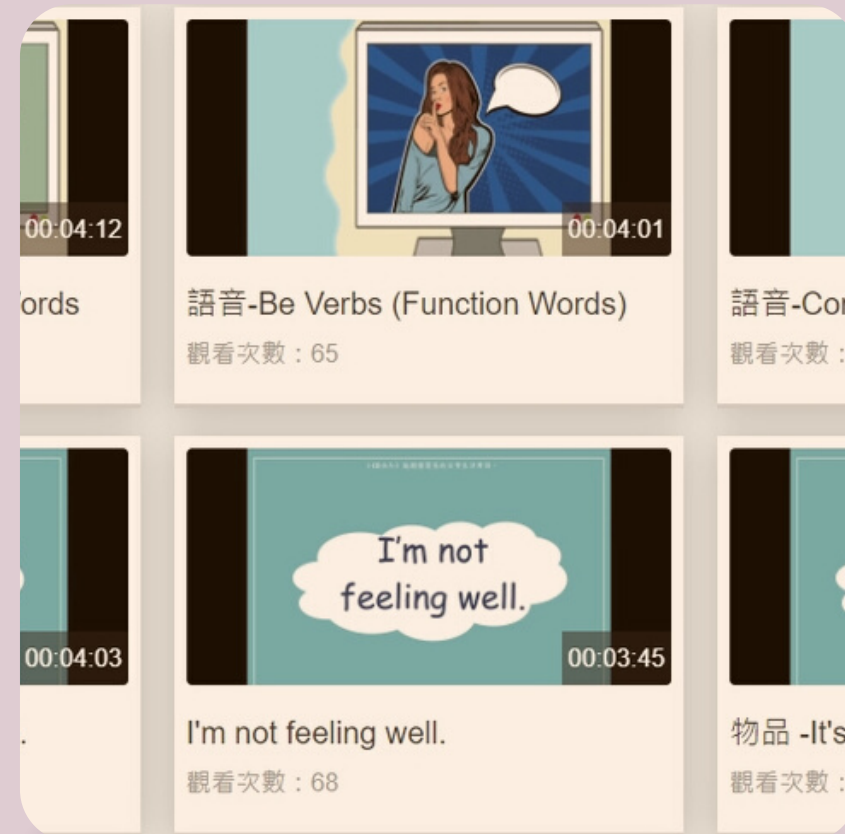 00:04:12
00:04:01
ords
語音-Be Verbs (Function Words)
語音-Cor
觀看次數：65
觀看次數：
I'm not
feeling well.
00:04:03
00:03:45
.
I'm not feeling well.
物品 -It's
觀看次數：68
觀看次數：